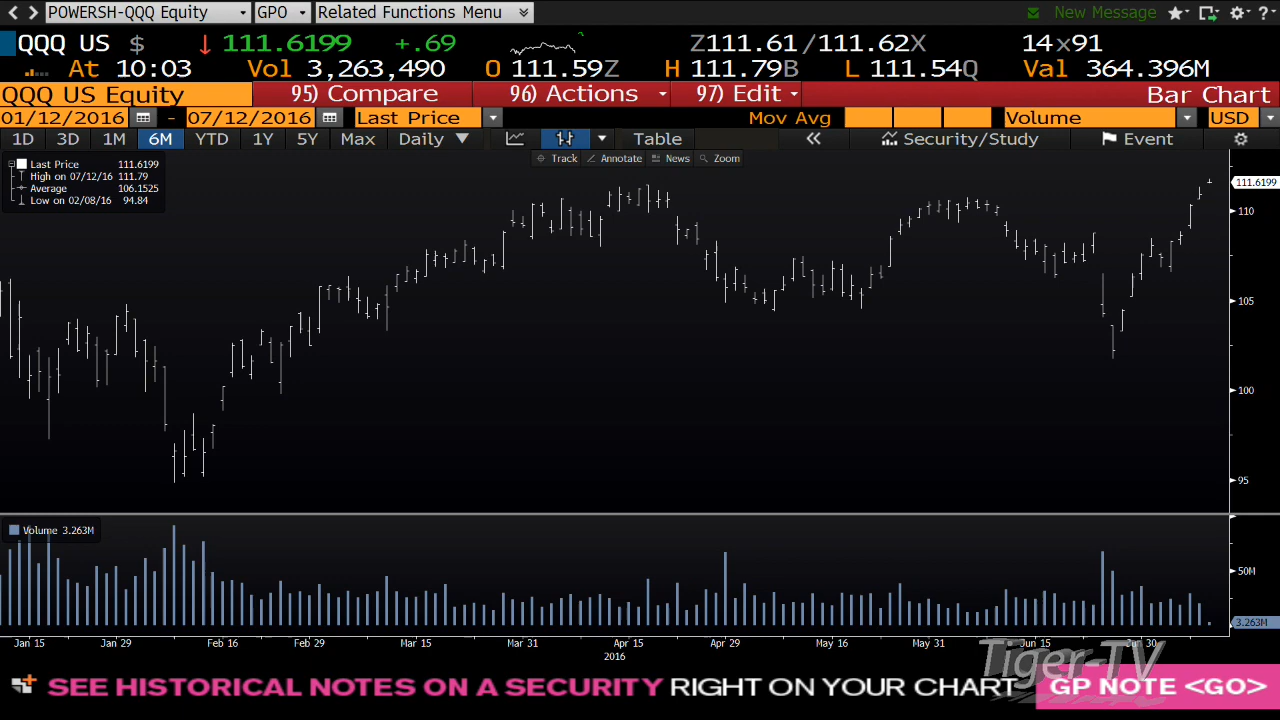 POWERSH-QQQ Equity GPO Related Functions Menu New Message ?
QQQ US $ ↓ 111.6199 +.69 Z111.61/111.62X 14x91
At 10:03 Vol 3,263,490 O 111.59Z H 111.79B L 111.54Q Val 364.396M
QQQ US Equity 95) Compare 96) Actions 97) Edit Bar Chart
01/12/2016 - 07/12/2016 Last Price Mov Avg Volume USD
1D 3D 1M 6M YTD 1Y 5Y Max Daily ▼ Table « Security/Study Event
Track Annotate News Zoom
Last Price 111.6199
High on 07/12/16 111.79
Average 106.1525
Low on 02/08/16 94.84
111.6199
110
105
100
95
Volume 3.263M
50M
3.263M
Jan 15 Jan 29 Feb 16 Feb 29 Mar 15 Mar 31 Apr 15 Apr 29 May 16 May 31 Jun 15 Jun 30
2016
Tiger-TV
SEE HISTORICAL NOTES ON A SECURITY RIGHT ON YOUR CHART GP NOTE <GO>